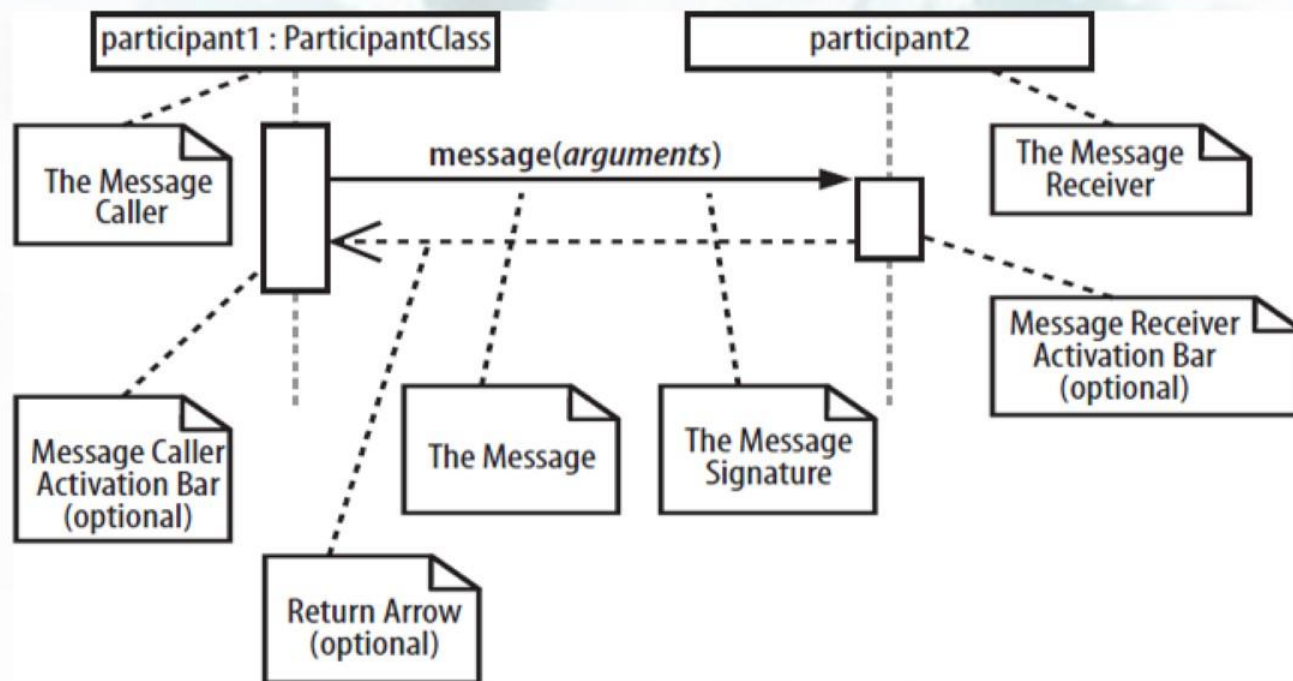 participant1 : ParticipantClass
participant2
message(arguments)
The Message
Caller
The Message
Receiver
Message Receiver
Activation Bar
(optional)
Message Caller
Activation Bar
(optional)
The Message
The Message
Signature
Return Arrow
(optional)